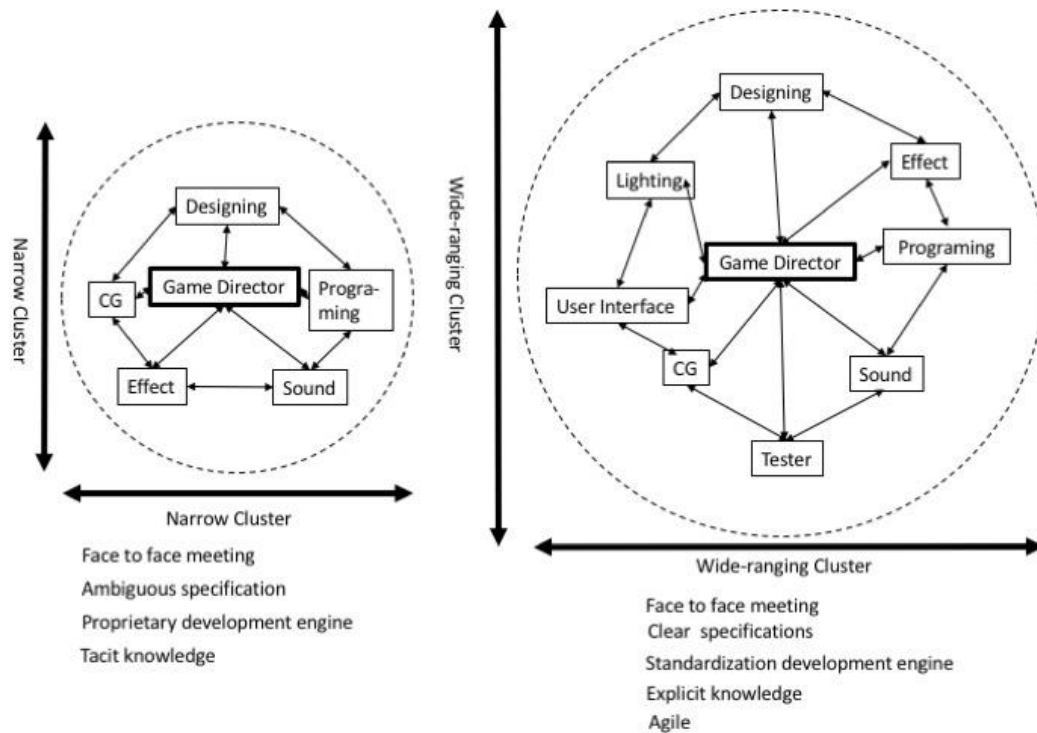 Narrow Cluster
Designing
CG
Game Director
Progra-
ming
Effect
Sound
Narrow Cluster
Face to face meeting
Ambiguous specification
Proprietary development engine
Tacit knowledge
Wide-ranging Cluster
Designing
Effect
Lighting
Programing
Game Director
User Interface
CG
Sound
Tester
Wide-ranging Cluster
Face to face meeting
Clear specifications
Standardization development engine
Explicit knowledge
Agile